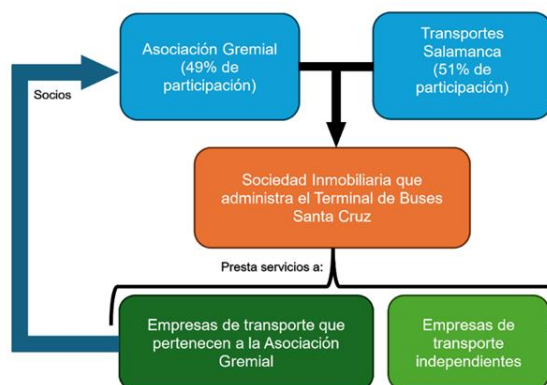 Asociación Gremial
(49% de
participación)
Transportes
Salamanca
(51% de
participación)
Socios
Sociedad Inmobiliaria que
administra el Terminal de Buses
Santa Cruz
Presta servicios a:
Empresas de transporte que
pertenecen a la Asociación
Gremial
Empresas de
transporte
independientes